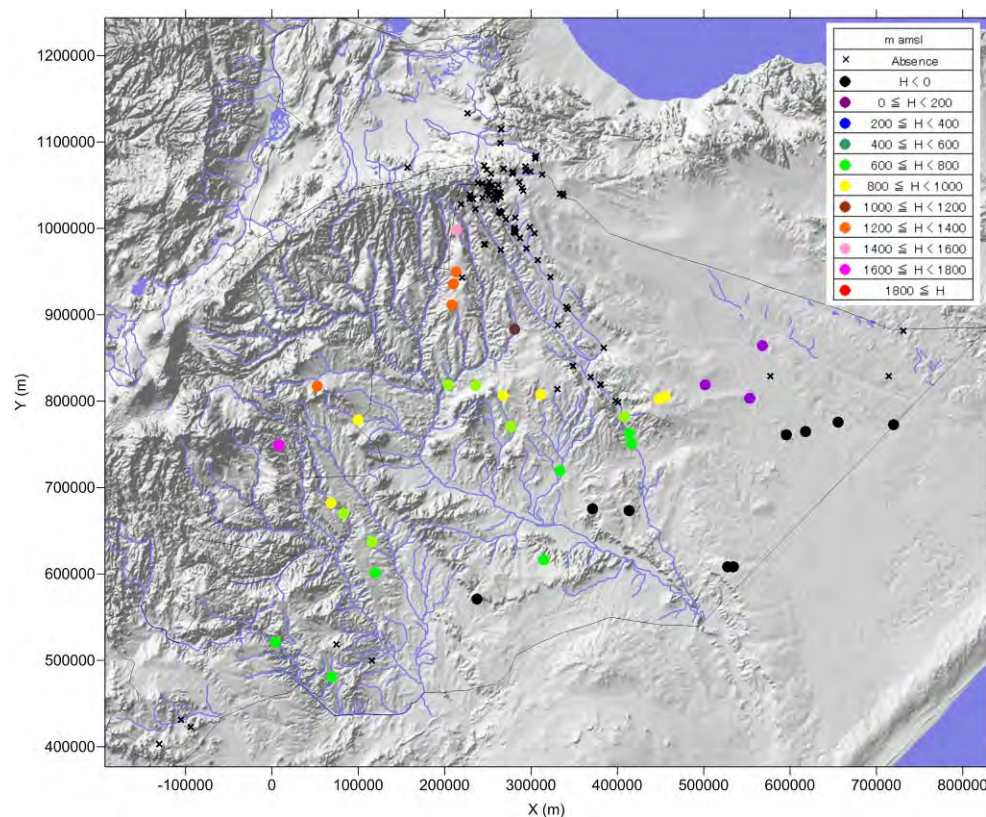 m amsl
Absence
H < 0
0 ≦ H < 200
200 ≦ H < 400
400 ≦ H < 600
600 ≦ H < 800
800 ≦ H < 1000
1000 ≦ H < 1200
1200 ≦ H < 1400
1400 ≦ H < 1600
1600 ≦ H < 1800
1800 ≦ H
1200000
1100000
1000000
900000
800000
700000
600000
500000
400000
Y (m)
-100000 0 100000 200000 300000 400000 500000 600000 700000 800000
X (m)